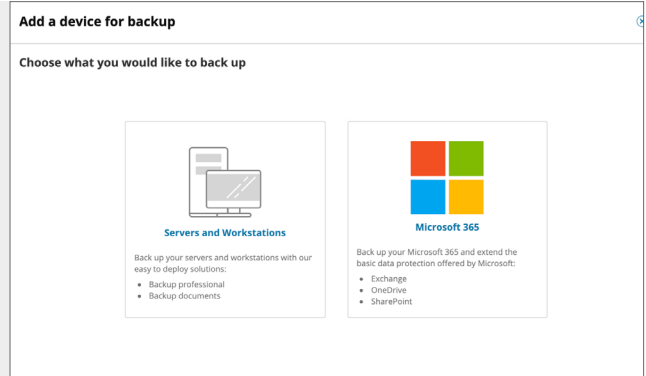 Add a device for backup
Choose what you would like to back up
Servers and Workstations
Back up your servers and workstations with our
easy to deploy solutions:
• Backup professional
• Backup documents
Microsoft 365
Back up your Microsoft 365 and extend the
basic data protection offered by Microsoft:
• Exchange
• OneDrive
• SharePoint